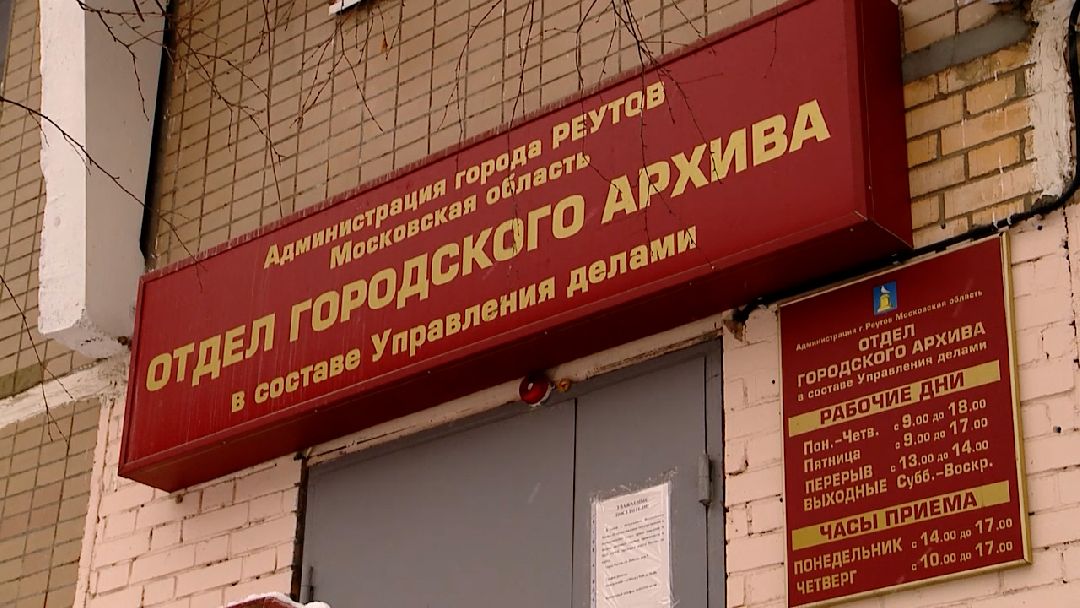 Администрация города РЕУТОВ
Московская область
ОТДЕЛ ГОРОДСКОГО АРХИВА
в составе Управления делами
Администрация г. Реутов Московская область
ОТДЕЛ
ГОРОДСКОГО АРХИВА
в составе Управления делами
РАБОЧИЕ ДНИ
Пон.-Четв. с 9.00 до 18.00
Пятница с 9.00 до 17.00
ПЕРЕРЫВ с 13.00 до 14.00
ВЫХОДНЫЕ Субб.-Воскр.
ЧАСЫ ПРИЕМА
ПОНЕДЕЛЬНИК с 14.00 до 17.00
ЧЕТВЕРГ с 10.00 до 17.00